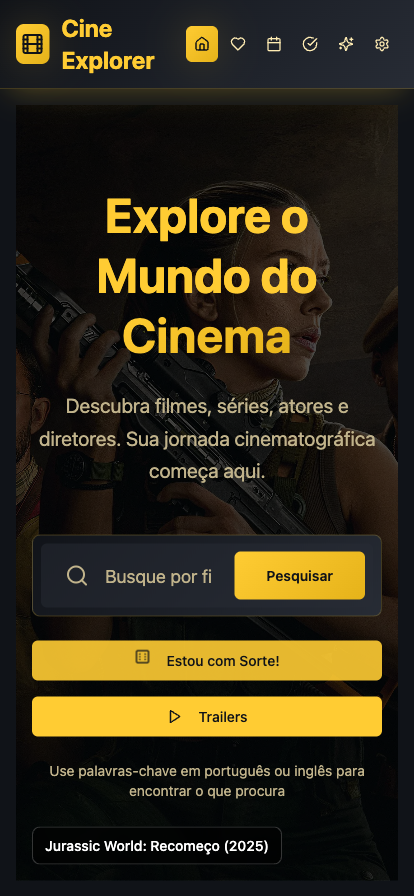 Cine
Explorer
Explore o
Mundo do
Cinema
Descubra filmes, séries, atores e
diretores. Sua jornada cinematográfica
começa aqui.
Busque por fi
Pesquisar
Estou com Sorte!
Trailers
Use palavras-chave em português ou inglês para
encontrar o que procura
Jurassic World: Recomeço (2025)